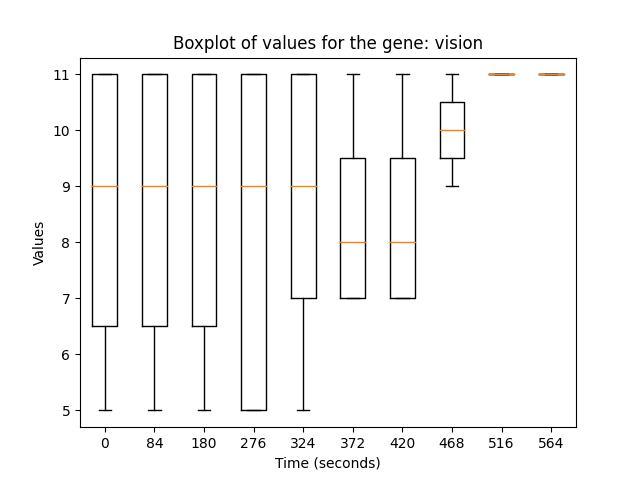 Boxplot of values for the gene: vision
11
10
9
8
7
6
5
Values
0 84 180 276 324 372 420 468 516 564
Time (seconds)